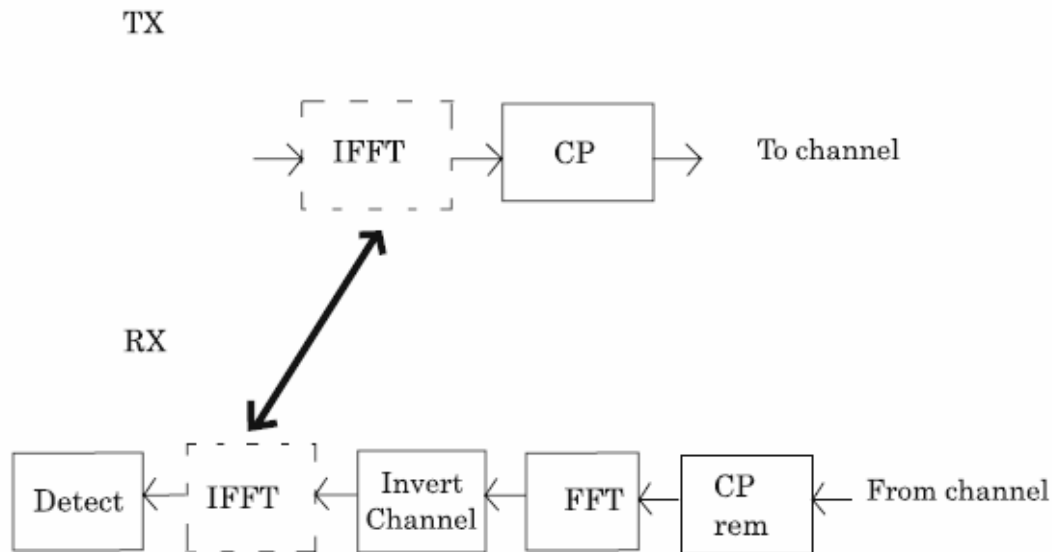 TX
IFFT
CP
To channel
RX
Detect
IFFT
Invert
Channel
FFT
CP
rem
From channel